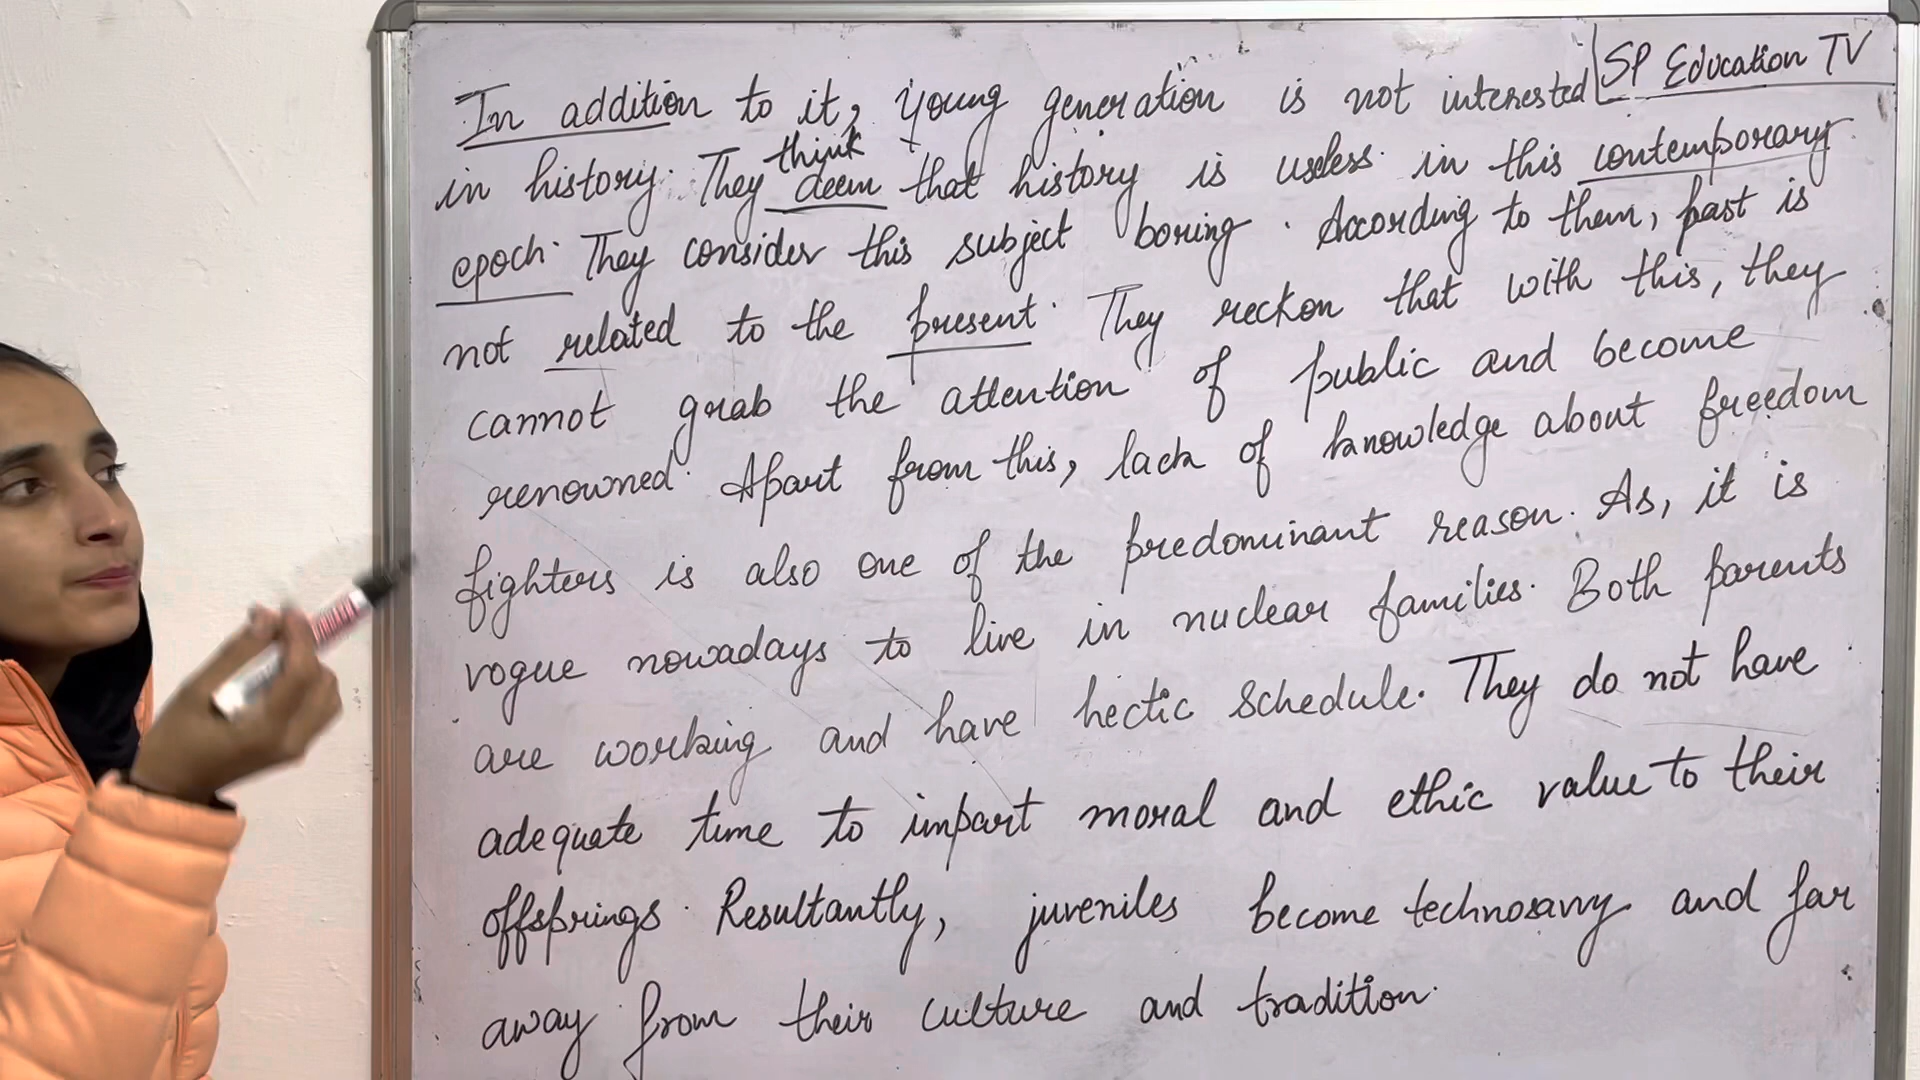 SP Education TV
In addition to it, young generation is not interested
think
in history. They deem that history is useless in this contemporary
epoch. They consider this subject boring. According to them, past is
not related to the present. They reckon that with this, they
cannot grab the attention of public and become
renowned. Apart from this, lack of knowledge about freedom
fighters is also one of the predominant reason. As, it is
vogue nowadays to live in nuclear families. Both parents
are working and have hectic schedule. They do not have
adequate time to impart moral and ethic value to their
offsprings. Resultantly, juveniles become technosavvy and far
away from their culture and tradition.